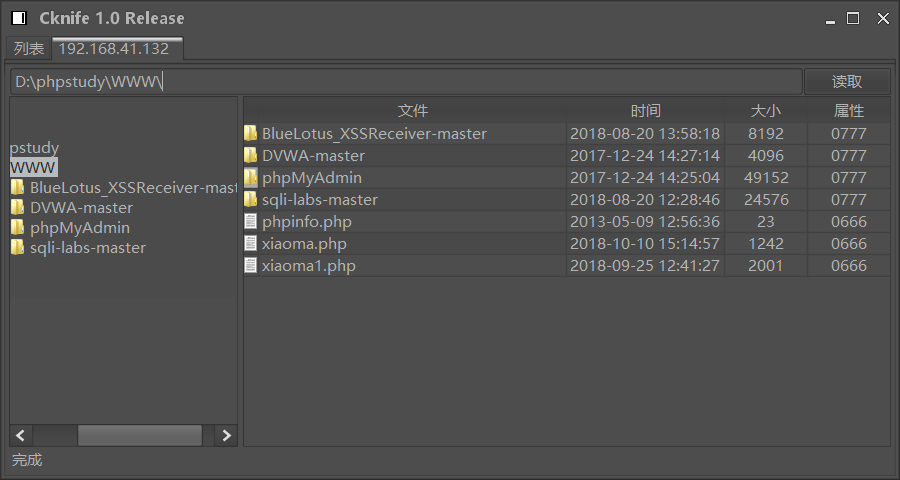 Cknife 1.0 Release
列表 192.168.41.132
D:\phpstudy\WWW\ 读取
pstudy
WWW
BlueLotus_XSSReceiver-mast
DVWA-master
phpMyAdmin
sqli-labs-master
文件 时间 大小 属性
BlueLotus_XSSReceiver-master 2018-08-20 13:58:18 8192 0777
DVWA-master 2017-12-24 14:27:14 4096 0777
phpMyAdmin 2017-12-24 14:25:04 49152 0777
sqli-labs-master 2018-08-20 12:28:46 24576 0777
phpinfo.php 2013-05-09 12:56:36 23 0666
xiaoma.php 2018-10-10 15:14:57 1242 0666
xiaoma1.php 2018-09-25 12:41:27 2001 0666
完成